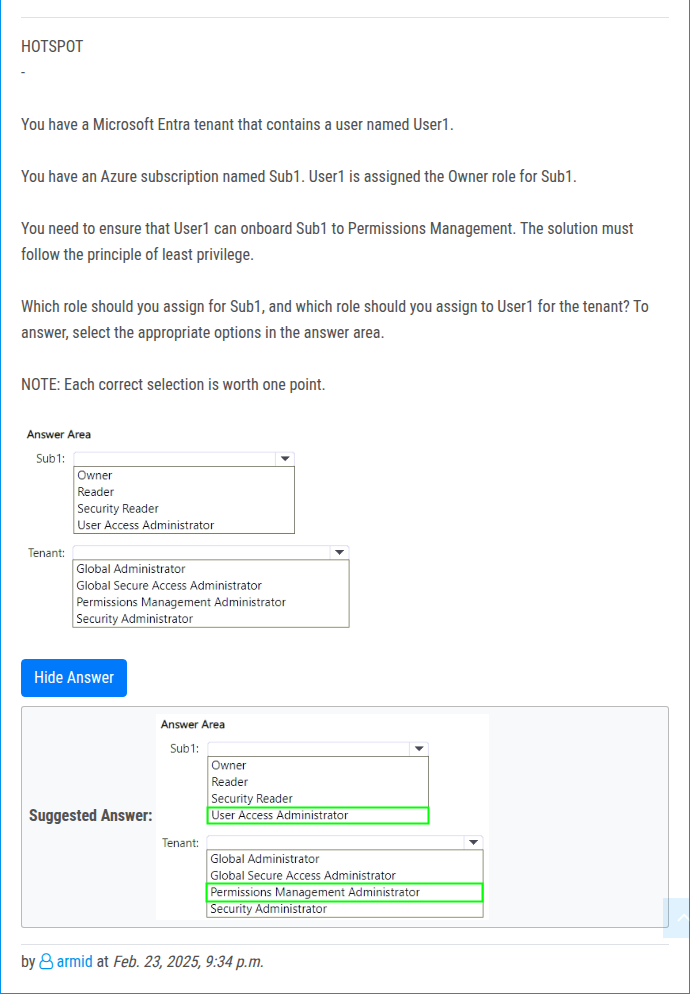 HOTSPOT
-
You have a Microsoft Entra tenant that contains a user named User1.
You have an Azure subscription named Sub1. User1 is assigned the Owner role for Sub1.
You need to ensure that User1 can onboard Sub1 to Permissions Management. The solution must
follow the principle of least privilege.
Which role should you assign for Sub1, and which role should you assign to User1 for the tenant? To
answer, select the appropriate options in the answer area.
NOTE: Each correct selection is worth one point.
Answer Area
Sub1:
Owner
Reader
Security Reader
User Access Administrator
Tenant:
Global Administrator
Global Secure Access Administrator
Permissions Management Administrator
Security Administrator
Hide Answer
Suggested Answer:
Answer Area
Sub1:
Owner
Reader
Security Reader
User Access Administrator
Tenant:
Global Administrator
Global Secure Access Administrator
Permissions Management Administrator
Security Administrator
by armid at Feb. 23, 2025, 9:34 p.m.